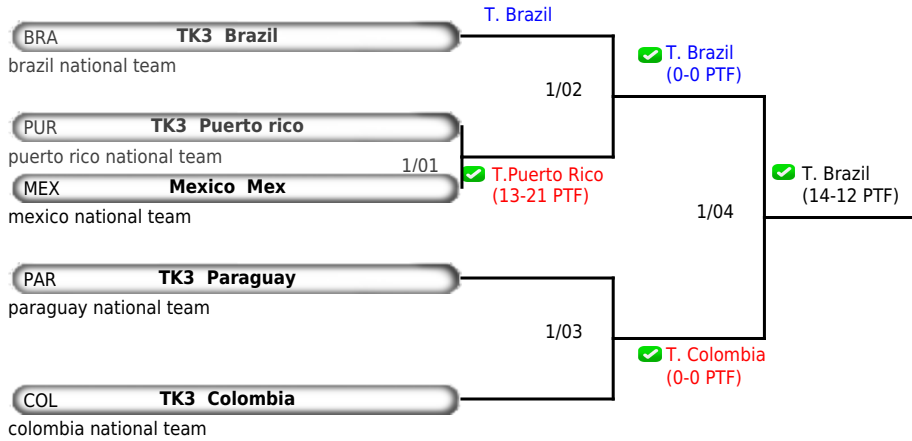 T. Brazil
BRA TK3 Brazil
brazil national team
T. Brazil
(0-0 PTF)
1/02
PUR TK3 Puerto rico
puerto rico national team
1/01
MEX Mexico Mex
mexico national team
T.Puerto Rico
(13-21 PTF)
T. Brazil
(14-12 PTF)
1/04
PAR TK3 Paraguay
paraguay national team
1/03
T. Colombia
(0-0 PTF)
COL TK3 Colombia
colombia national team